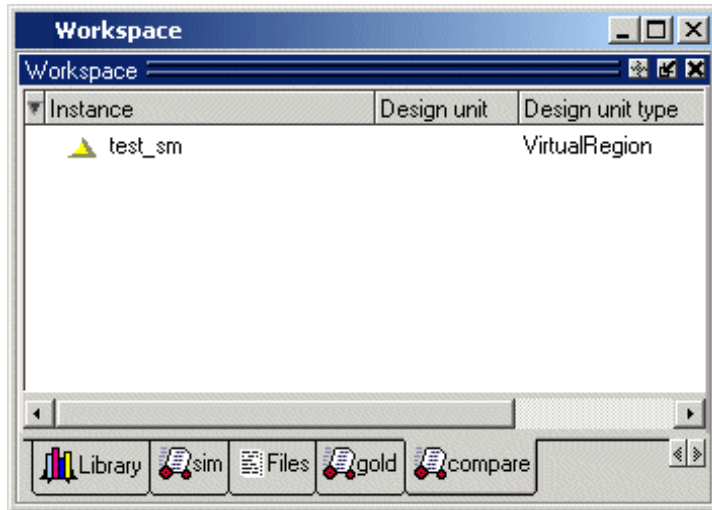 Workspace
Workspace
Instance Design unit Design unit type
test_sm VirtualRegion
Library sim Files gold compare